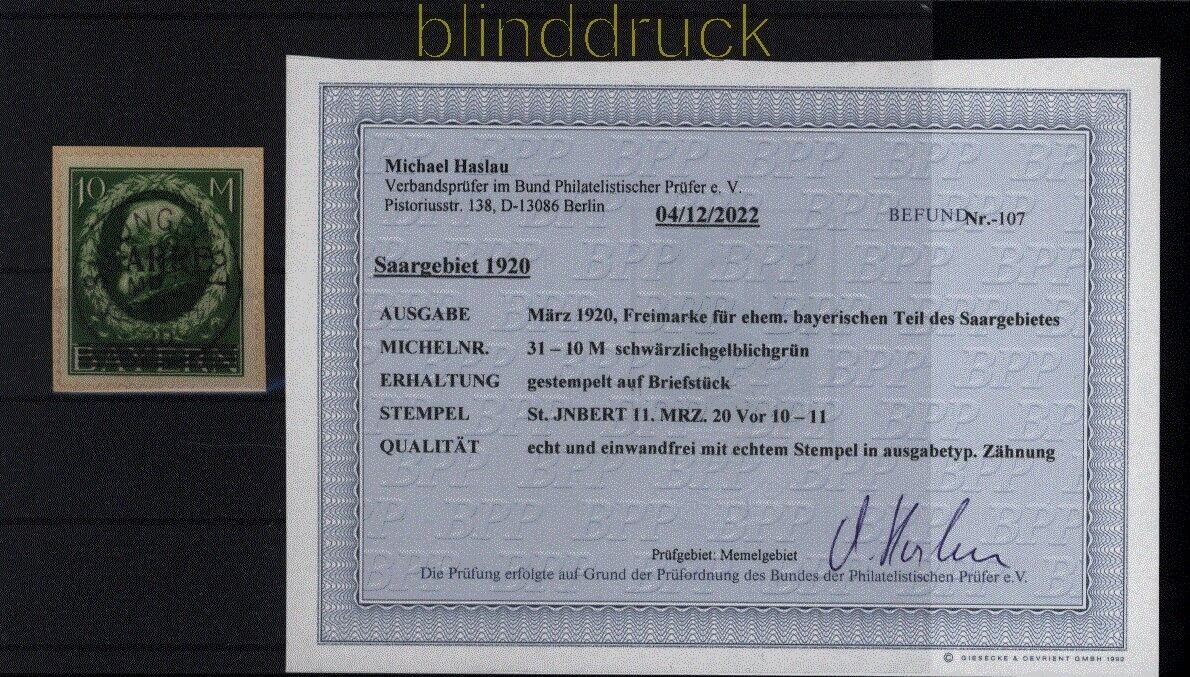 blinddruck
10 M
BAYERN
Michael Haslau
Verbandsprüfer im Bund Philatelistischer Prüfer e. V.
Pistoriusstr. 138, D-13086 Berlin
04/12/2022
BEFUND Nr.-107
Saargebiet 1920
AUSGABE März 1920, Freimarke für ehem. bayerischen Teil des Saargebietes
MICHELNR. 31 – 10 M schwärzlichgelblichgrün
ERHALTUNG gestempelt auf Briefstück
STEMPEL St. JNBERT 11. MRZ. 20 Vor 10 – 11
QUALITÄT echt und einwandfrei mit echtem Stempel in ausgabetyp. Zähnung
Prüfgebiet: Memelgebiet
Die Prüfung erfolgte auf Grund der Prüfordnung des Bundes der Philatelistischen Prüfer e.V.
© GIESECKE & DEVRIENT GMBH 1992